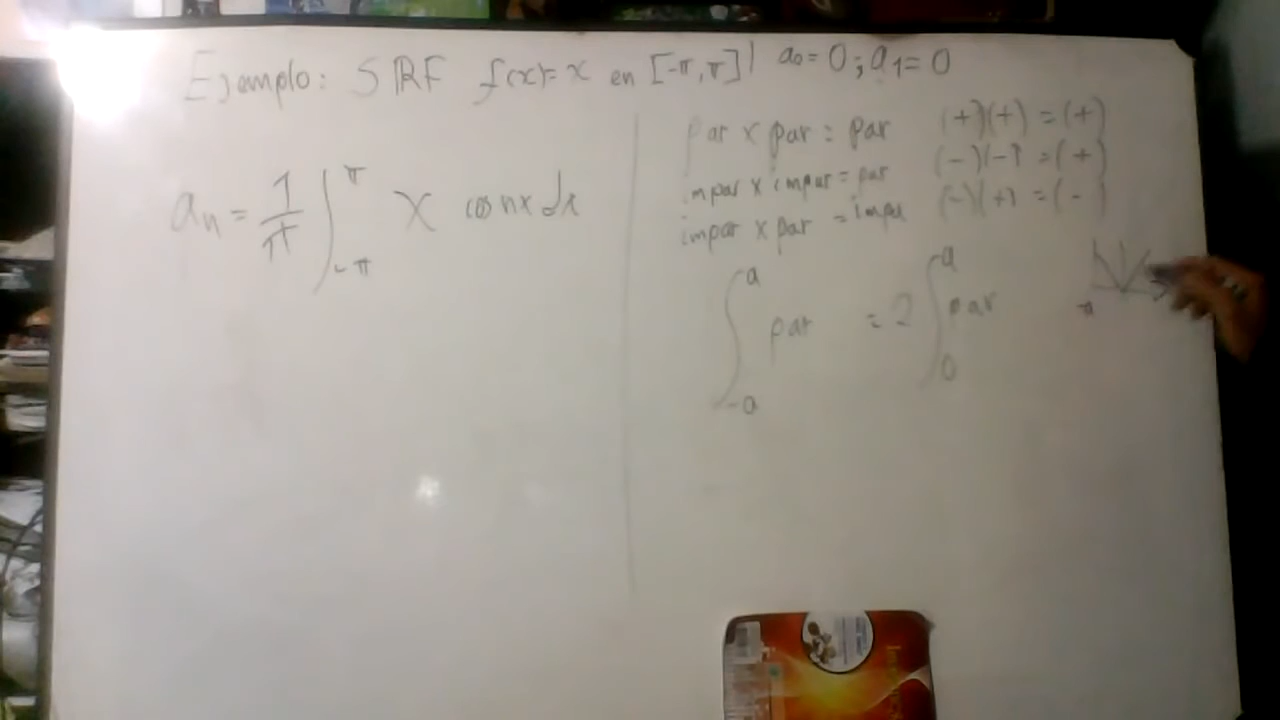 Ejemplo: SRF f(x)=x en [-π,π] | a₀=0; a₁=0
aₙ = 1/π ∫_{-π}^{π} x cos nx dx
par x par = par (+)(+) = (+)
impar x impar = par (-)(-) = (+)
impar x par = impar (-)(+) = (-)
∫_{-a}^{a} par = 2 ∫_{0}^{a} par